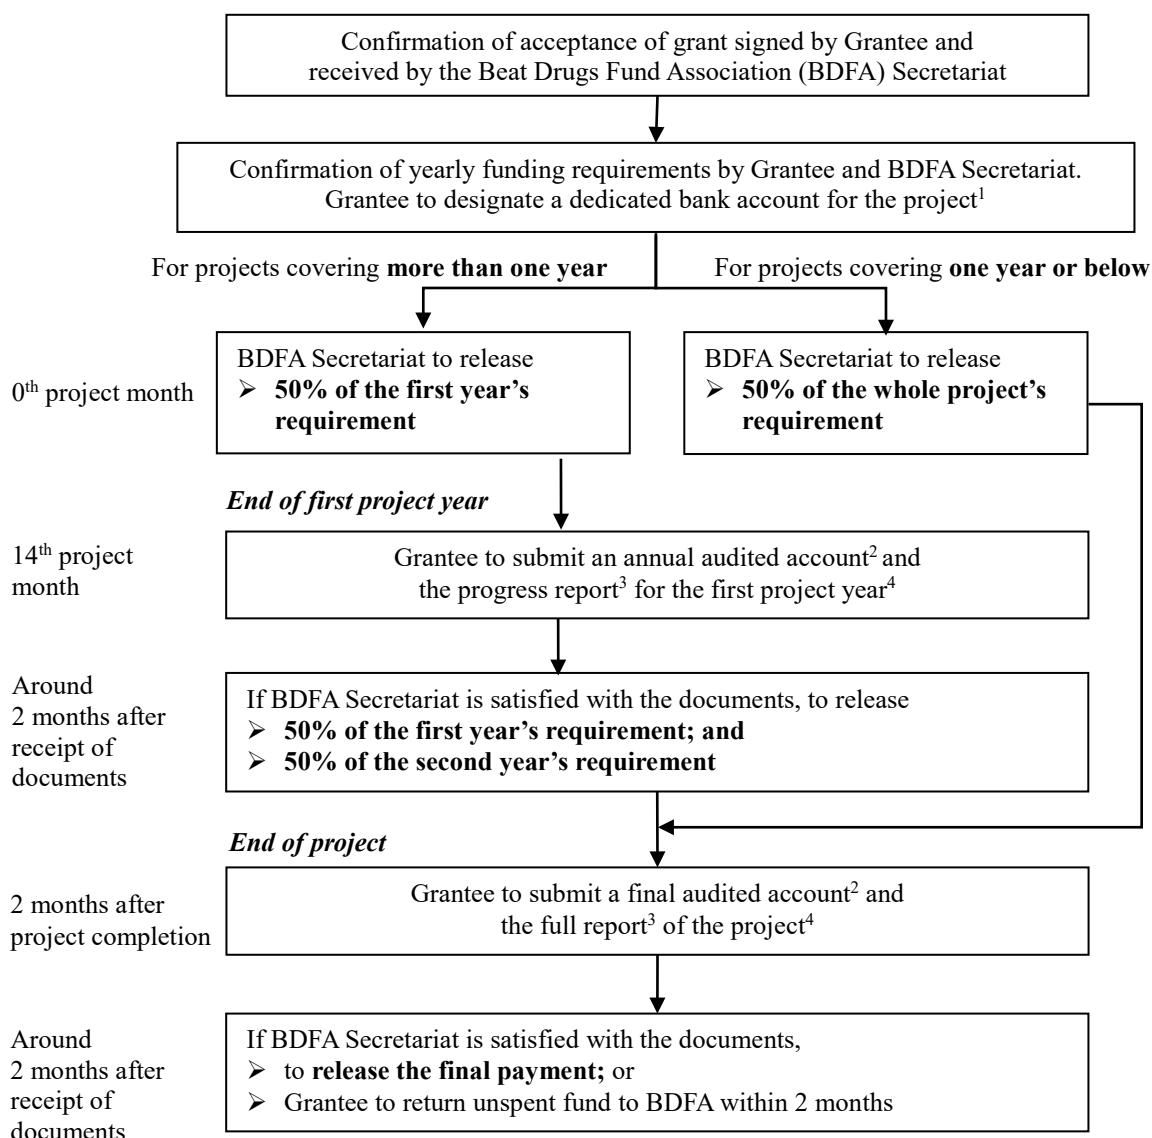 Confirmation of acceptance of grant signed by Grantee and
received by the Beat Drugs Fund Association (BDFA) Secretariat
Confirmation of yearly funding requirements by Grantee and BDFA Secretariat.
Grantee to designate a dedicated bank account for the project¹
For projects covering more than one year
For projects covering one year or below
0th project month
BDFA Secretariat to release
➢ 50% of the first year’s
requirement
BDFA Secretariat to release
➢ 50% of the whole project’s
requirement
End of first project year
14th project
month
Grantee to submit an annual audited account² and
the progress report³ for the first project year⁴
Around
2 months after
receipt of
documents
If BDFA Secretariat is satisfied with the documents, to release
➢ 50% of the first year’s requirement; and
➢ 50% of the second year’s requirement
End of project
2 months after
project completion
Grantee to submit a final audited account² and
the full report³ of the project⁴
Around
2 months after
receipt of
documents
If BDFA Secretariat is satisfied with the documents,
➢ to release the final payment; or
➢ Grantee to return unspent fund to BDFA within 2 months